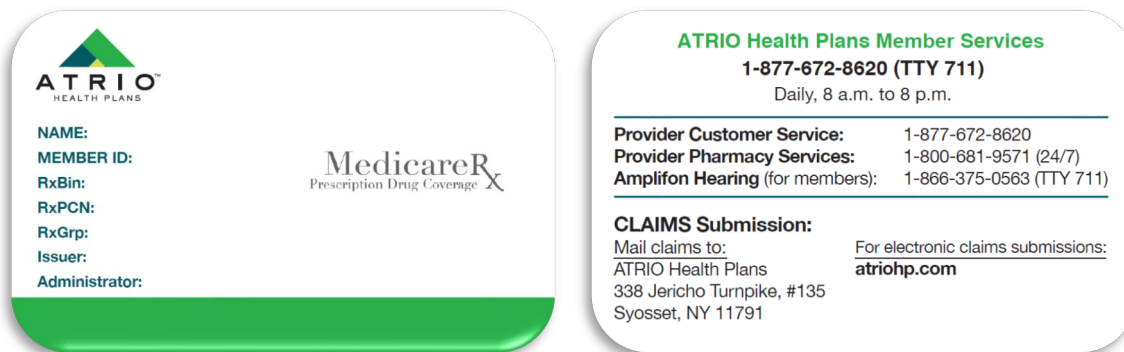 ATRIO™
HEALTH PLANS
NAME:
MEMBER ID:
RxBin:
RxPCN:
RxGrp:
Issuer:
Administrator:
MedicareRx
Prescription Drug Coverage
ATRIO Health Plans Member Services
1-877-672-8620 (TTY 711)
Daily, 8 a.m. to 8 p.m.
Provider Customer Service: 1-877-672-8620
Provider Pharmacy Services: 1-800-681-9571 (24/7)
Amplifon Hearing (for members): 1-866-375-0563 (TTY 711)
CLAIMS Submission:
Mail claims to:
ATRIO Health Plans
338 Jericho Turnpike, #135
Syosset, NY 11791
For electronic claims submissions:
atriohp.com